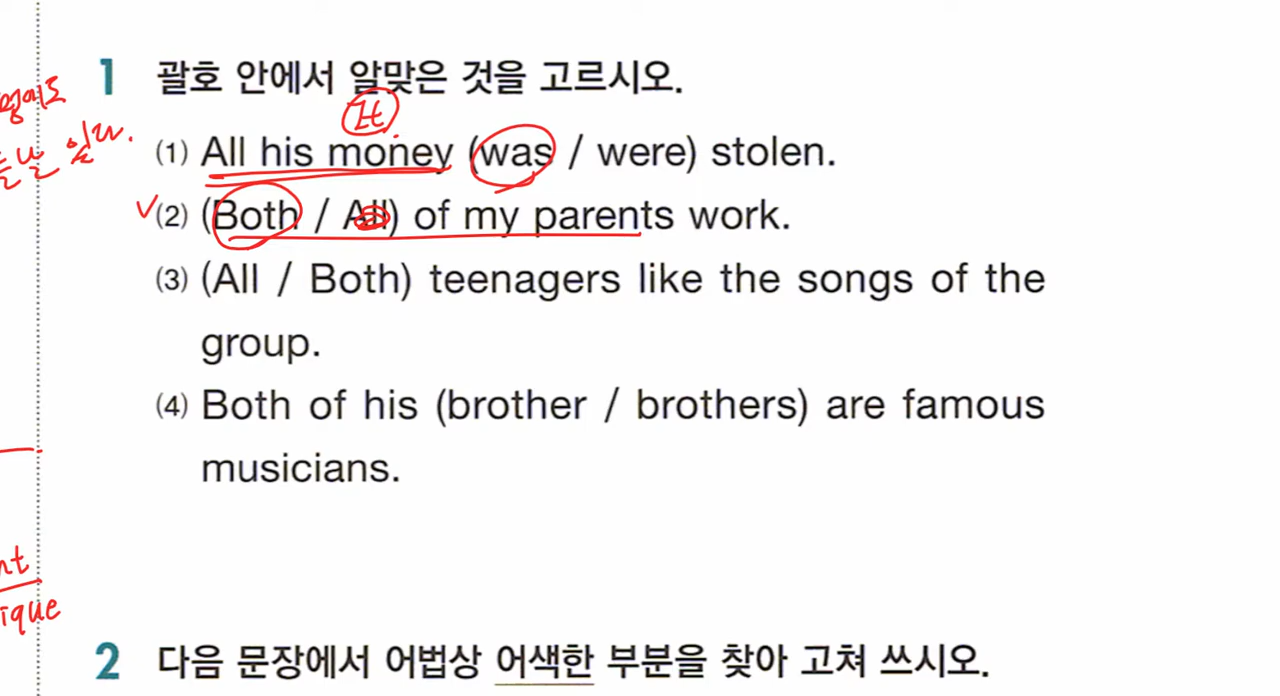 1 괄호 안에서 알맞은 것을 고르시오.
It
(1) All his money (was / were) stolen.
(2) (Both / All) of my parents work.
(3) (All / Both) teenagers like the songs of the
group.
(4) Both of his (brother / brothers) are famous
musicians.
nt
ique
2 다음 문장에서 어법상 어색한 부분을 찾아 고쳐 쓰시오.